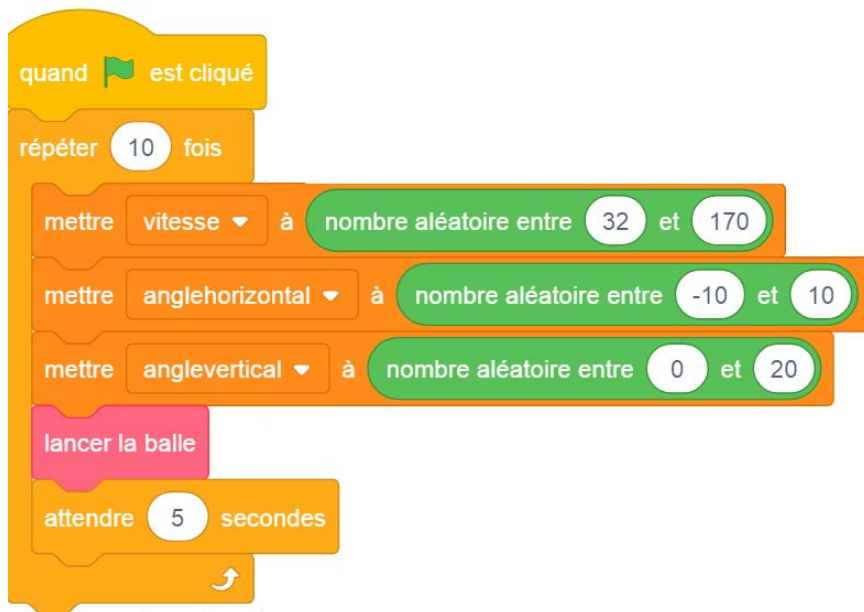 quand est cliqué
répéter 10 fois
mettre vitesse à nombre aléatoire entre 32 et 170
mettre anglehorizontal à nombre aléatoire entre -10 et 10
mettre anglevertical à nombre aléatoire entre 0 et 20
lancer la balle
attendre 5 secondes